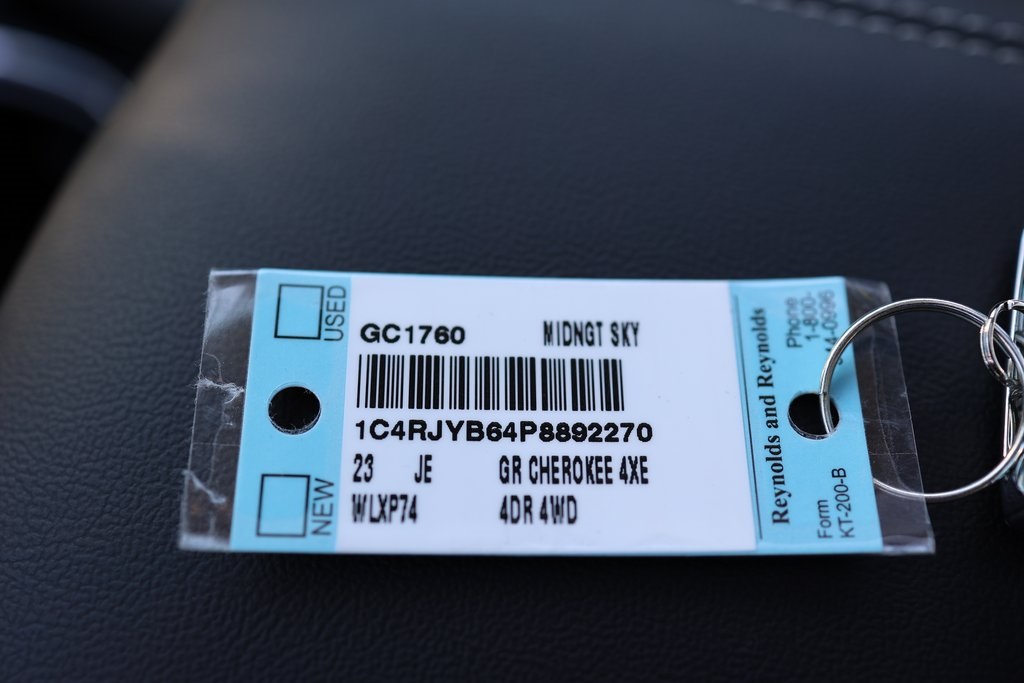 USED
NEW
GC1760 MIDNGT SKY
1C4RJYB64P8892270
23 JE GR CHEROKEE 4XE
WLXP74 4DR 4WD
Reynolds and Reynolds
Phone
1-800-
Form
KT-200-B